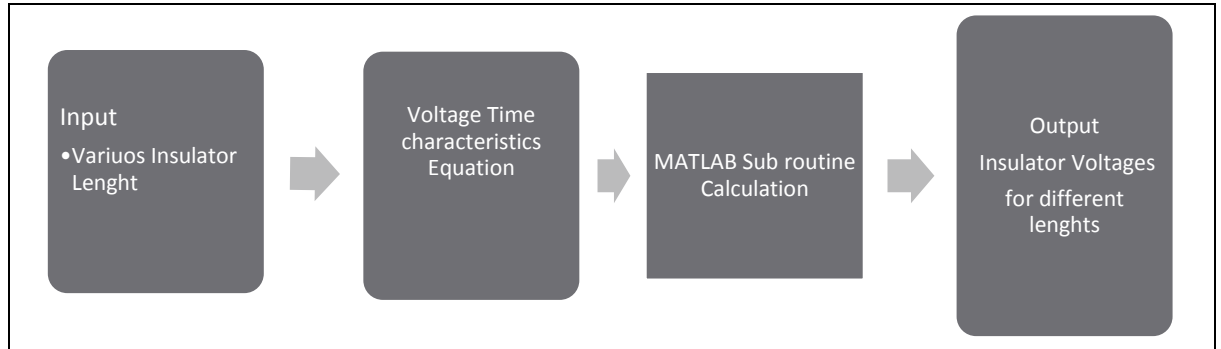 Input
•Variuos Insulator
Lenght
Voltage Time
characteristics
Equation
MATLAB Sub routine
Calculation
Output
Insulator Voltages
for different
lenghts